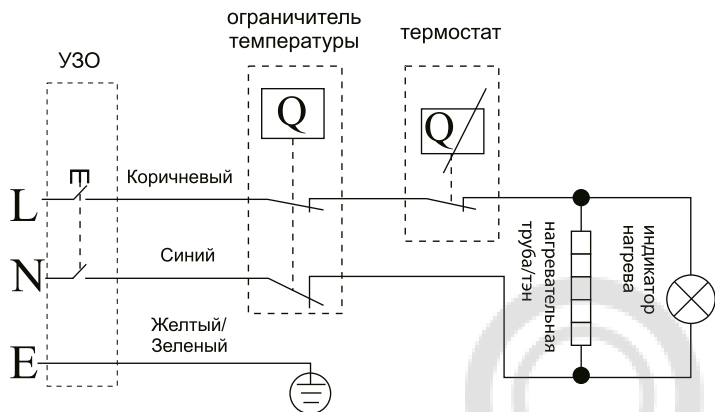 ограничитель
температуры
термостат
УЗО
Q
Q
L
Коричневый
N
Синий
E
Желтый/
Зеленый
нагревательная
труба/тэн
индикатор
нагрева